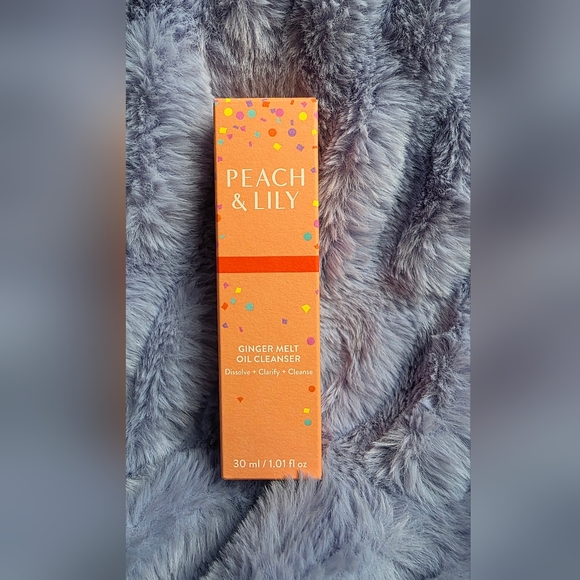 PEACH
& LILY
GINGER MELT
OIL CLEANSER
Dissolve + Clarify + Cleanse
30 ml / 1.01 fl oz